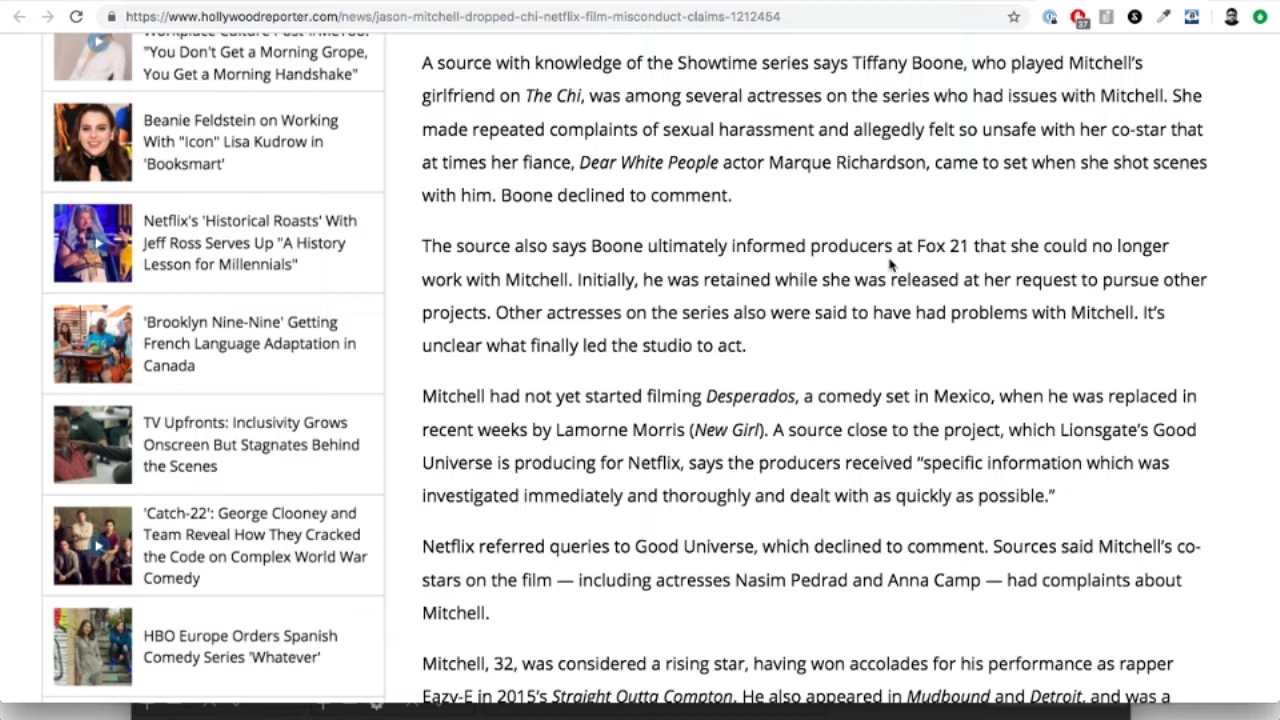 https://www.hollywoodreporter.com/news/jason-mitchell-dropped-chi-netflix-film-misconduct-claims-1212454
37
"You Don't Get a Morning Grope,
You Get a Morning Handshake"
Beanie Feldstein on Working
With "Icon" Lisa Kudrow in
'Booksmart'
Netflix's 'Historical Roasts' With
Jeff Ross Serves Up "A History
Lesson for Millennials"
'Brooklyn Nine-Nine' Getting
French Language Adaptation in
Canada
TV Upfronts: Inclusivity Grows
Onscreen But Stagnates Behind
the Scenes
'Catch-22': George Clooney and
Team Reveal How They Cracked
the Code on Complex World War
Comedy
HBO Europe Orders Spanish
Comedy Series 'Whatever'
A source with knowledge of the Showtime series says Tiffany Boone, who played Mitchell's
girlfriend on The Chi, was among several actresses on the series who had issues with Mitchell. She
made repeated complaints of sexual harassment and allegedly felt so unsafe with her co-star that
at times her fiance, Dear White People actor Marque Richardson, came to set when she shot scenes
with him. Boone declined to comment.
The source also says Boone ultimately informed producers at Fox 21 that she could no longer
work with Mitchell. Initially, he was retained while she was released at her request to pursue other
projects. Other actresses on the series also were said to have had problems with Mitchell. It's
unclear what finally led the studio to act.
Mitchell had not yet started filming Desperados, a comedy set in Mexico, when he was replaced in
recent weeks by Lamorne Morris (New Girl). A source close to the project, which Lionsgate's Good
Universe is producing for Netflix, says the producers received “specific information which was
investigated immediately and thoroughly and dealt with as quickly as possible.”
Netflix referred queries to Good Universe, which declined to comment. Sources said Mitchell's co-
stars on the film — including actresses Nasim Pedrad and Anna Camp — had complaints about
Mitchell.
Mitchell, 32, was considered a rising star, having won accolades for his performance as rapper
Eazy-E in 2015's Straight Outta Compton. He also appeared in Mudbound and Detroit, and was a